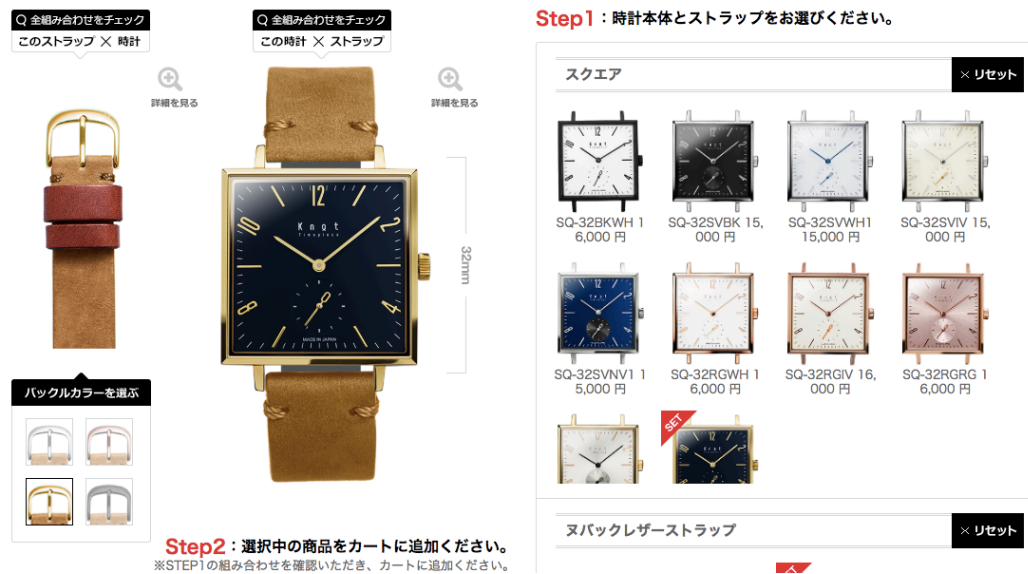 全組み合わせをチェック
このストラップ × 時計
全組み合わせをチェック
この時計 × ストラップ
詳細を見る
詳細を見る
Knot
Timepiece
12
10
2
8
4
MADE IN JAPAN
32mm
バックルカラーを選ぶ
Step2：選択中の商品をカートに追加ください。
※STEP1の組み合わせを確認いただき、カートに追加ください。
Step1：時計本体とストラップをお選びください。
スクエア
× リセット
SQ-32BKWH 1
6,000 円
SQ-32SVBK 15,
000 円
SQ-32SVWH1
15,000 円
SQ-32SVIV 15,
000 円
SQ-32SVNV1 1
5,000 円
SQ-32RGWH 1
6,000 円
SQ-32RGIV 16,
000 円
SQ-32RGRG 1
6,000 円
SET
ヌバックレザーストラップ
× リセット